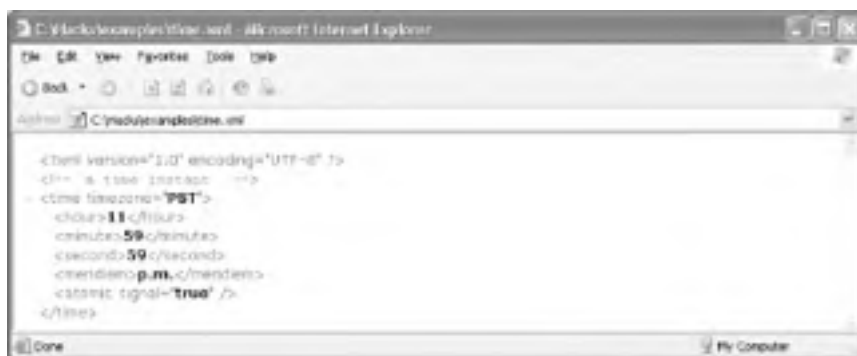 C:\Hacks\examples\time.xml - Microsoft Internet Explorer
File Edit View Favorites Tools Help
Back
Address C:\Hacks\examples\time.xml
<?xml version="1.0" encoding="UTF-8" ?>
<!-- a time instant -->
- <time timezone="PST">
<hour>11</hour>
<minute>59</minute>
<second>59</second>
<meridiem>p.m.</meridiem>
<atomic signal="true" />
</time>
Done My Computer